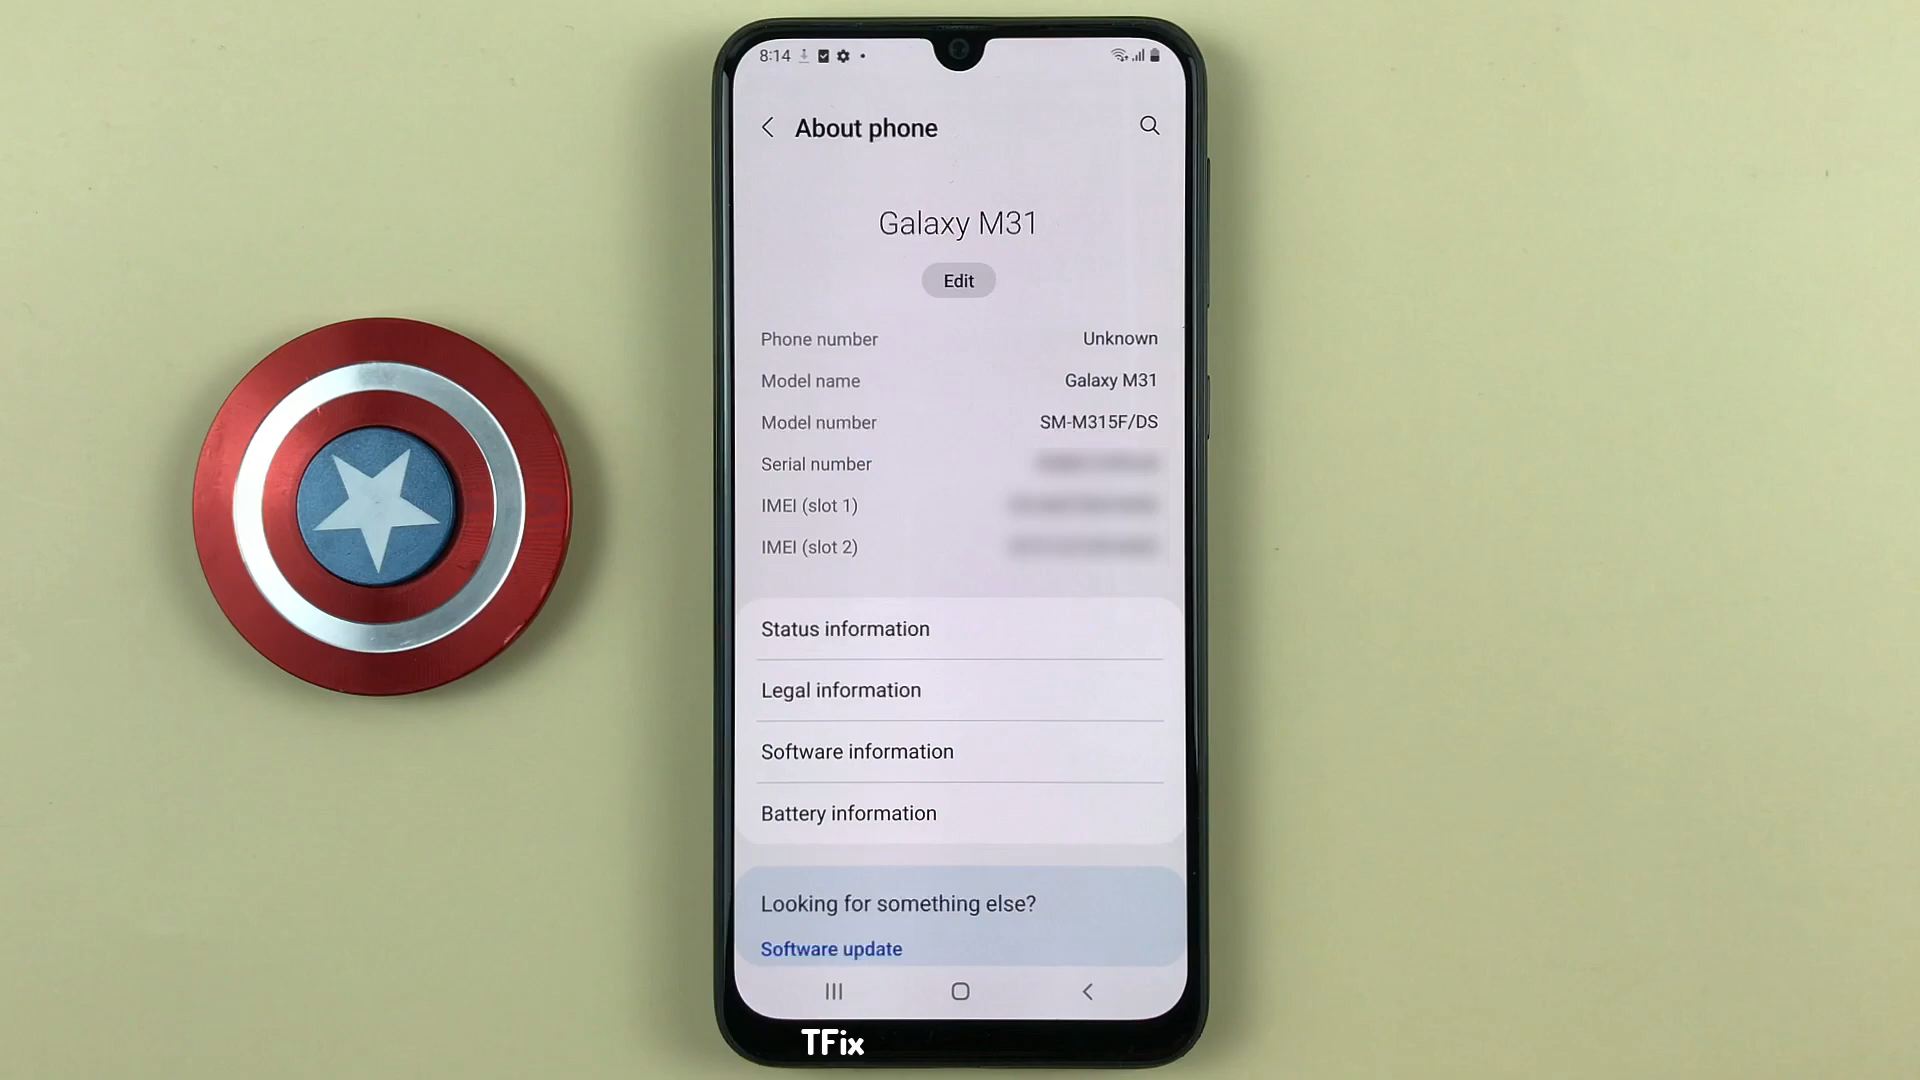 8:14
About phone
Galaxy M31
Edit
Phone number Unknown
Model name Galaxy M31
Model number SM-M315F/DS
Serial number
IMEI (slot 1)
IMEI (slot 2)
Status information
Legal information
Software information
Battery information
Looking for something else?
Software update
TFix